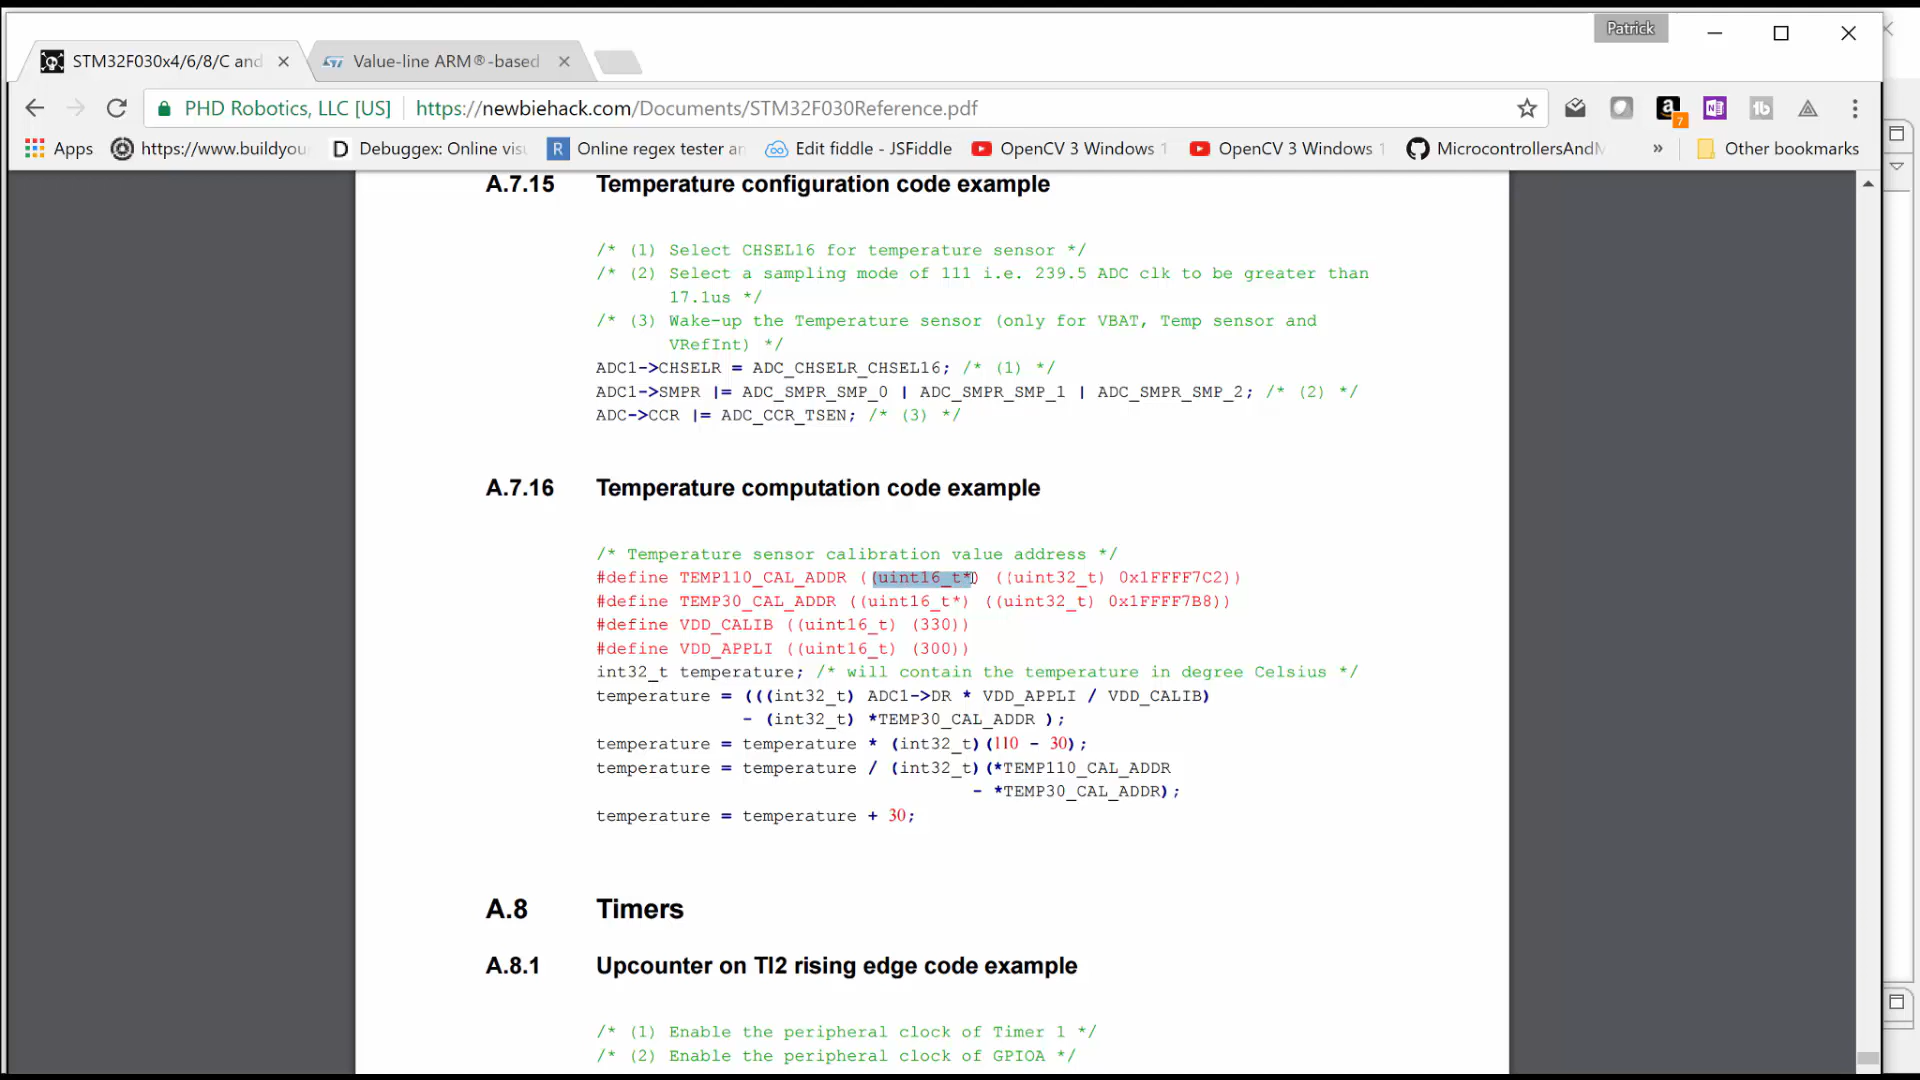 Patrick
STM32F030x4/6/8/C and
Value-line ARM®-based
PHD Robotics, LLC [US]
https://newbiehack.com/Documents/STM32F030Reference.pdf
7
Apps
https://www.buildyou
D Debuggex: Online visu
R Online regex tester an
Edit fiddle - JSFiddle
OpenCV 3 Windows 1
OpenCV 3 Windows 1
MicrocontrollersAndM
»
Other bookmarks
A.7.15 Temperature configuration code example
/* (1) Select CHSEL16 for temperature sensor */
/* (2) Select a sampling mode of 111 i.e. 239.5 ADC clk to be greater than
17.1us */
/* (3) Wake-up the Temperature sensor (only for VBAT, Temp sensor and
VRefInt) */
ADC1->CHSELR = ADC_CHSELR_CHSEL16; /* (1) */
ADC1->SMPR |= ADC_SMPR_SMP_0 | ADC_SMPR_SMP_1 | ADC_SMPR_SMP_2; /* (2) */
ADC->CCR |= ADC_CCR_TSEN; /* (3) */
A.7.16 Temperature computation code example
/* Temperature sensor calibration value address */
#define TEMP110_CAL_ADDR ((uint16_t*) ((uint32_t) 0x1FFFF7C2))
#define TEMP30_CAL_ADDR ((uint16_t*) ((uint32_t) 0x1FFFF7B8))
#define VDD_CALIB ((uint16_t) (330))
#define VDD_APPLI ((uint16_t) (300))
int32_t temperature; /* will contain the temperature in degree Celsius */
temperature = (((int32_t) ADC1->DR * VDD_APPLI / VDD_CALIB)
- (int32_t) *TEMP30_CAL_ADDR );
temperature = temperature * (int32_t)(110 - 30);
temperature = temperature / (int32_t)(*TEMP110_CAL_ADDR
- *TEMP30_CAL_ADDR);
temperature = temperature + 30;
A.8 Timers
A.8.1 Upcounter on TI2 rising edge code example
/* (1) Enable the peripheral clock of Timer 1 */
/* (2) Enable the peripheral clock of GPIOA */